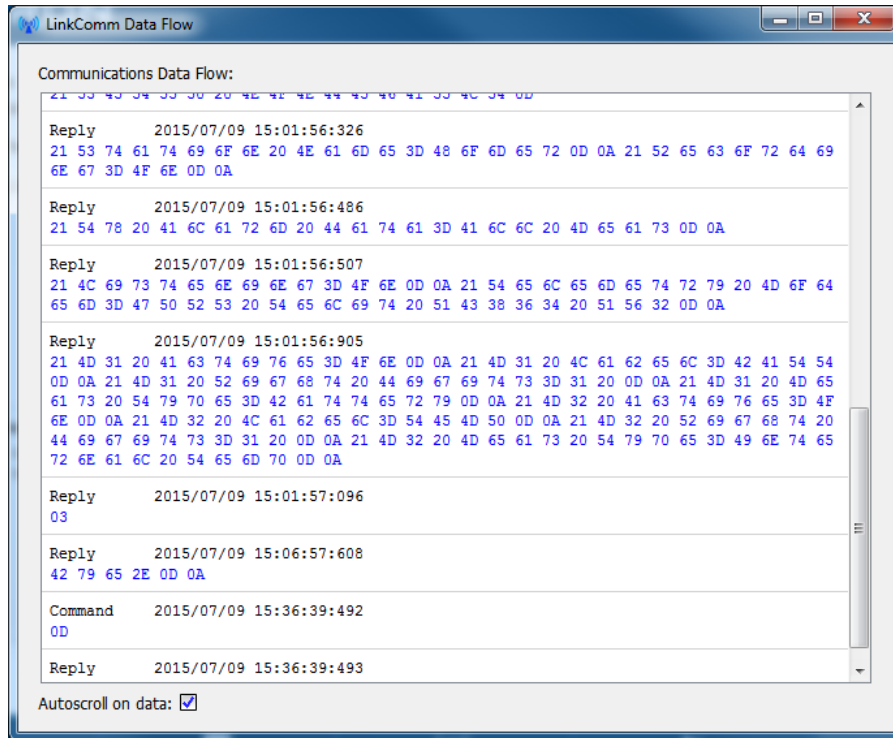 LinkComm Data Flow
Communications Data Flow:
21 53 45 54 55 50 20 4E 4F 4E 44 45 46 41 55 4C 54 0D
Reply 2015/07/09 15:01:56:326
21 53 74 61 74 69 6F 6E 20 4E 61 6D 65 3D 48 6F 6D 65 72 0D 0A 21 52 65 63 6F 72 64 69
6E 67 3D 4F 6E 0D 0A
Reply 2015/07/09 15:01:56:486
21 54 78 20 41 6C 61 72 6D 20 44 61 74 61 3D 41 6C 6C 20 4D 65 61 73 0D 0A
Reply 2015/07/09 15:01:56:507
21 4C 69 73 74 65 6E 69 6E 67 3D 4F 6E 0D 0A 21 54 65 6C 65 6D 65 74 72 79 20 4D 6F 64
65 6D 3D 47 50 52 53 20 54 65 6C 69 74 20 51 43 38 36 34 20 51 56 32 0D 0A
Reply 2015/07/09 15:01:56:905
21 4D 31 20 41 63 74 69 76 65 3D 4F 6E 0D 0A 21 4D 31 20 4C 61 62 65 6C 3D 42 41 54 54
0D 0A 21 4D 31 20 52 69 67 68 74 20 44 69 67 69 74 73 3D 31 20 0D 0A 21 4D 31 20 4D 65
61 73 20 54 79 70 65 3D 42 61 74 74 65 72 79 0D 0A 21 4D 32 20 41 63 74 69 76 65 3D 4F
6E 0D 0A 21 4D 32 20 4C 61 62 65 6C 3D 54 45 4D 50 0D 0A 21 4D 32 20 52 69 67 68 74 20
44 69 67 69 74 73 3D 31 20 0D 0A 21 4D 32 20 4D 65 61 73 20 54 79 70 65 3D 49 6E 74 65
72 6E 61 6C 20 54 65 6D 70 0D 0A
Reply 2015/07/09 15:01:57:096
03
Reply 2015/07/09 15:06:57:608
42 79 65 2E 0D 0A
Command 2015/07/09 15:36:39:492
0D
Reply 2015/07/09 15:36:39:493
Autoscroll on data: